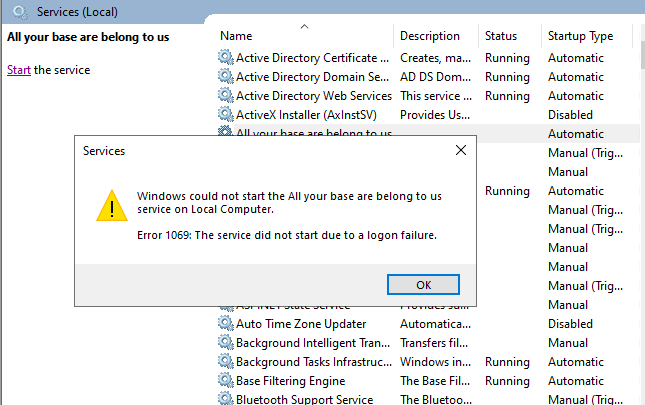 Services (Local)
All your base are belong to us
Start the service
Name Description Status Startup Type
Active Directory Certificate ... Creates, ma... Running Automatic
Active Directory Domain Se... AD DS Dom... Running Automatic
Active Directory Web Services This service ... Running Automatic
ActiveX Installer (AxInstSV) Provides Us... Disabled
All your base are belong to us Automatic
Manual (Trig...
Manual
Running Automatic
Manual (Trig...
Manual (Trig...
Manual
Manual
Manual (Trig...
Services
Windows could not start the All your base are belong to us
service on Local Computer.
Error 1069: The service did not start due to a logon failure.
OK
ASP.NET State Service Provides su... Manual
Auto Time Zone Updater Automatica... Disabled
Background Intelligent Tran... Transfers fil... Manual
Background Tasks Infrastruc... Windows in... Running Automatic
Base Filtering Engine The Base Fil... Running Automatic
Bluetooth Support Service The Bluetoo... Manual (Trig...